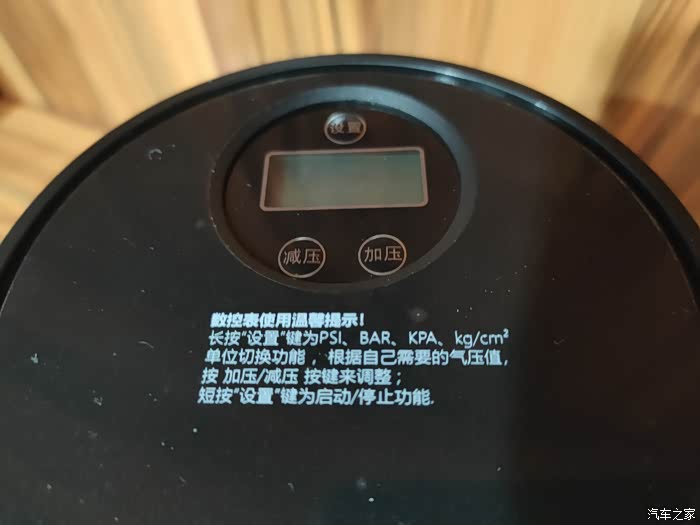 设置
减压 加压
数控表使用温馨提示!
长按"设置"键为PSI、BAR、KPA、kg/cm²
单位切换功能，根据自己需要的气压值,
按 加压/减压 按键来调整；
短按"设置"键为启动/停止功能.
汽车之家